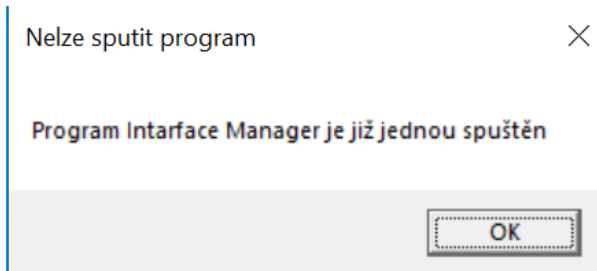 Nelze sputit program
Program Intarface Manager je již jednou spuštěn
OK